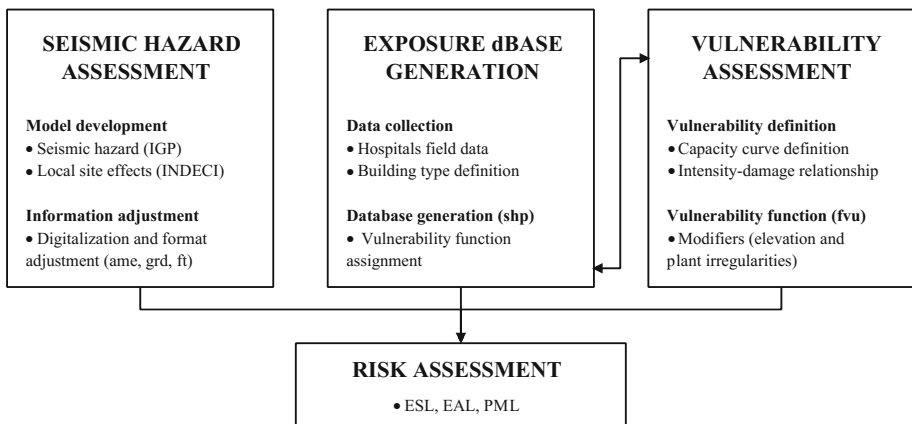 SEISMIC HAZARD
ASSESSMENT
Model development
• Seismic hazard (IGP)
• Local site effects (INDECI)
Information adjustment
• Digitalization and format
adjustment (ame, grd, ft)
EXPOSURE dBASE
GENERATION
Data collection
• Hospitals field data
• Building type definition
Database generation (shp)
• Vulnerability function
assignment
VULNERABILITY
ASSESSMENT
Vulnerability definition
• Capacity curve definition
• Intensity-damage relationship
Vulnerability function (fvu)
• Modifiers (elevation and
plant irregularities)
RISK ASSESSMENT
• ESL, EAL, PML